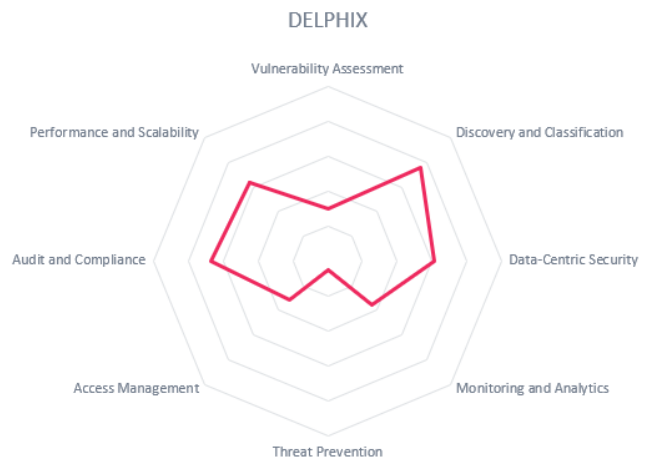 DELPHIX
Vulnerability Assessment
Performance and Scalability
Discovery and Classification
Audit and Compliance
Data-Centric Security
Access Management
Monitoring and Analytics
Threat Prevention